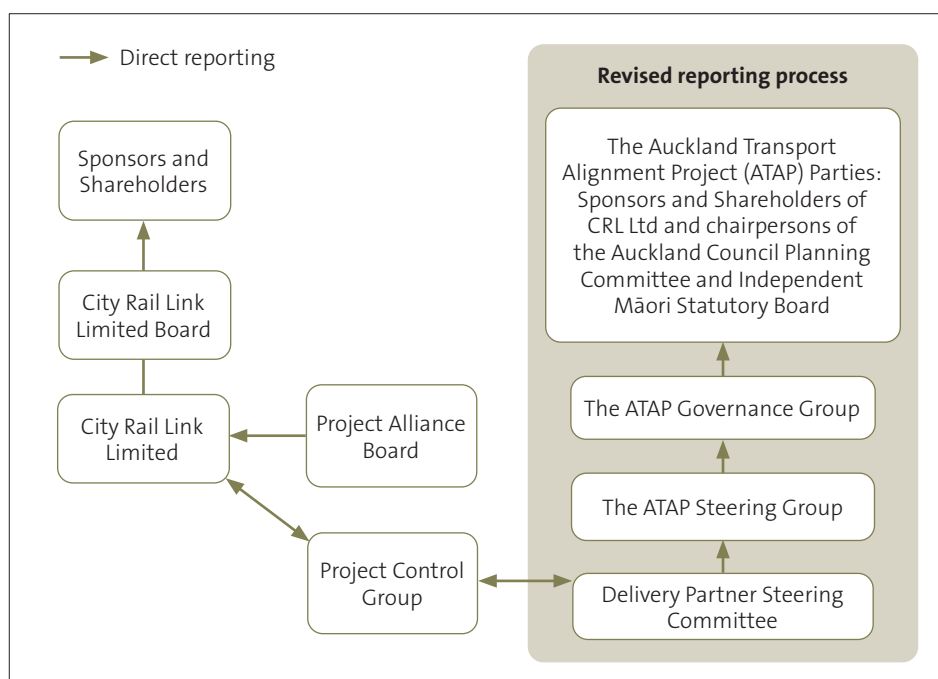 Direct reporting
Sponsors and
Shareholders
City Rail Link
Limited Board
City Rail Link
Limited
Project Alliance
Board
Project Control
Group
Revised reporting process
The Auckland Transport
Alignment Project (ATAP) Parties:
Sponsors and Shareholders of
CRL Ltd and chairpersons of
the Auckland Council Planning
Committee and Independent
Māori Statutory Board
The ATAP Governance Group
The ATAP Steering Group
Delivery Partner Steering
Committee